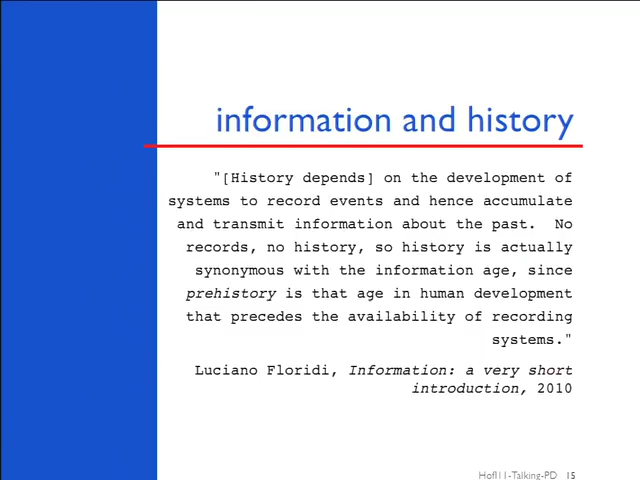 information and history
"[History depends] on the development of
systems to record events and hence accumulate
and transmit information about the past.  No
records, no history, so history is actually
synonymous with the information age, since
prehistory is that age in human development
that precedes the availability of recording
systems."
Luciano Floridi, Information: a very short
introduction, 2010
HofI11-Talking-PD 15